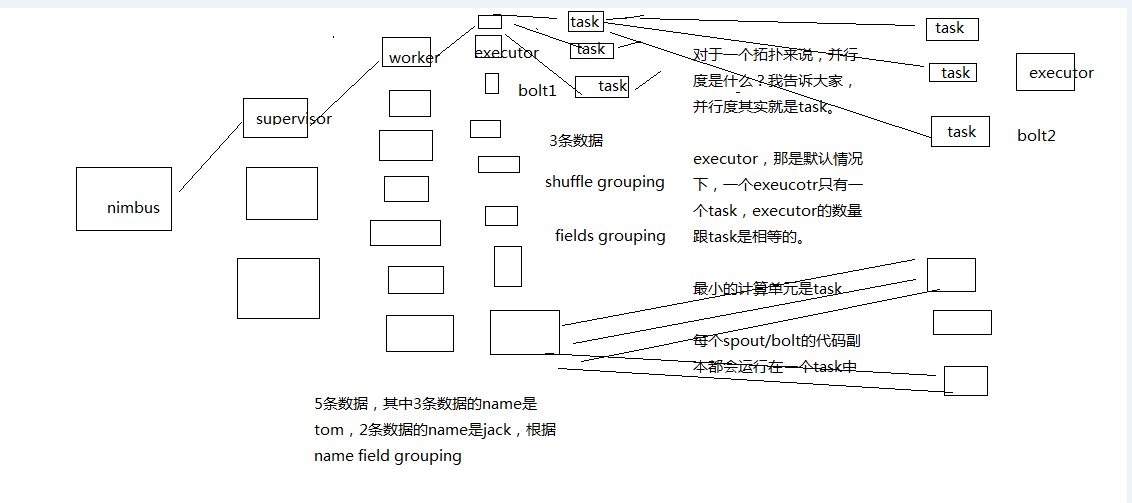 nimbus
supervisor
worker
executor
task
task
task
bolt1
3条数据
shuffle grouping
fields grouping
对于一个拓扑来说，并行
度是什么？我告诉大家，
并行度其实就是task。
executor，那是默认情况
下，一个exeucotr只有一
个task，executor的数量
跟task是相等的。
最小的计算单元是task
每个spout/bolt的代码副
本都会运行在一个task中
task
task
task
executor
bolt2
5条数据，其中3条数据的name是
tom，2条数据的name是jack，根据
name field grouping